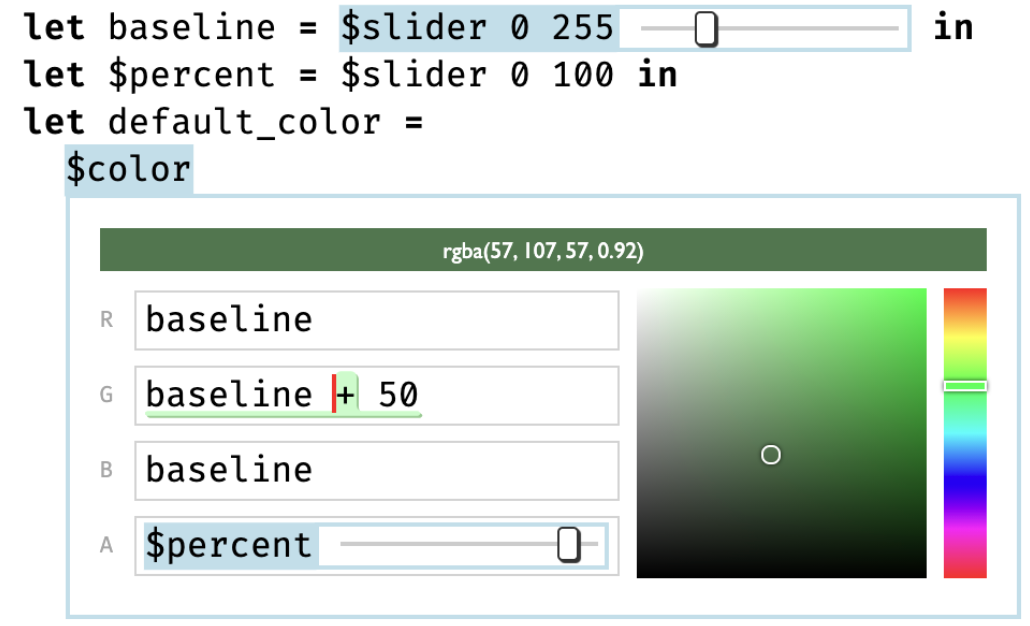 let baseline = $slider 0 255 in
let $percent = $slider 0 100 in
let default_color =
$color
rgba(57, 107, 57, 0.92)
R baseline
G baseline + 50
B baseline
A $percent